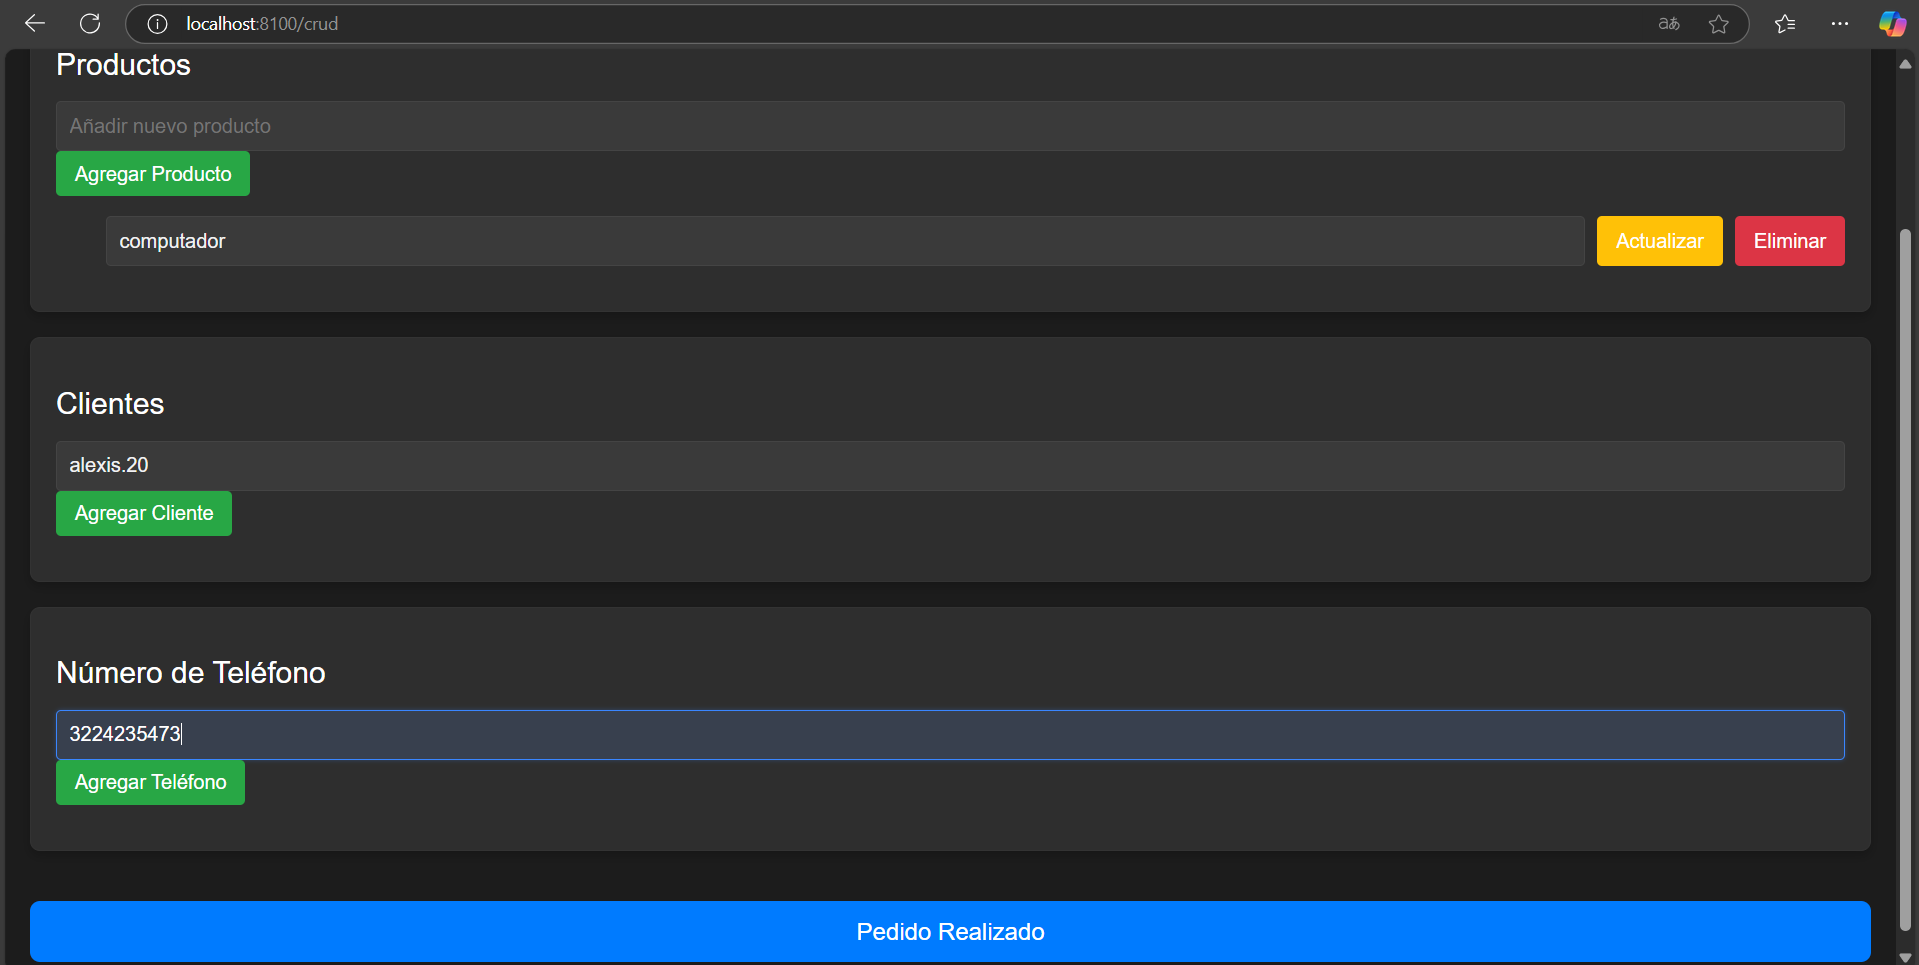 localhost:8100/crud
Productos
Añadir nuevo producto
Agregar Producto
computador
Actualizar
Eliminar
Clientes
alexis.20
Agregar Cliente
Número de Teléfono
3224235473
Agregar Teléfono
Pedido Realizado